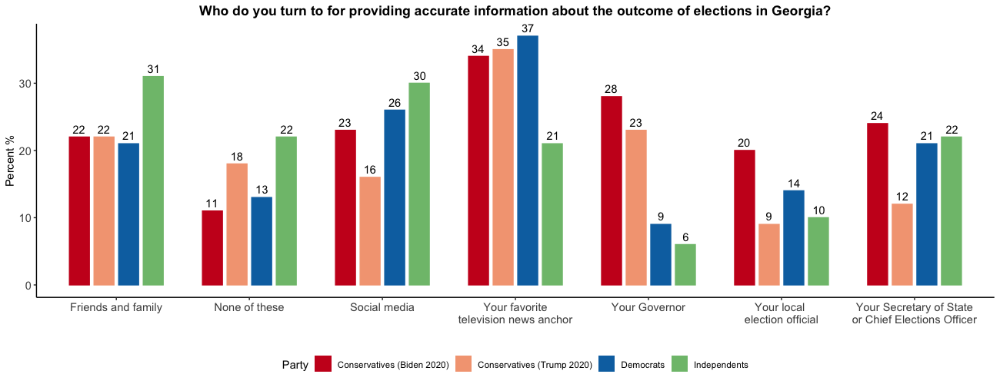 Who do you turn to for providing accurate information about the outcome of elections in Georgia?
Percent %
30
20
10
0
22 22 21 31
11 18 13 22
23 16 26 30
34 35 37 21
28 23 9 6
20 9 14 10
24 12 21 22
Friends and family
None of these
Social media
Your favorite
television news anchor
Your Governor
Your local
election official
Your Secretary of State
or Chief Elections Officer
Party Conservatives (Biden 2020) Conservatives (Trump 2020) Democrats Independents